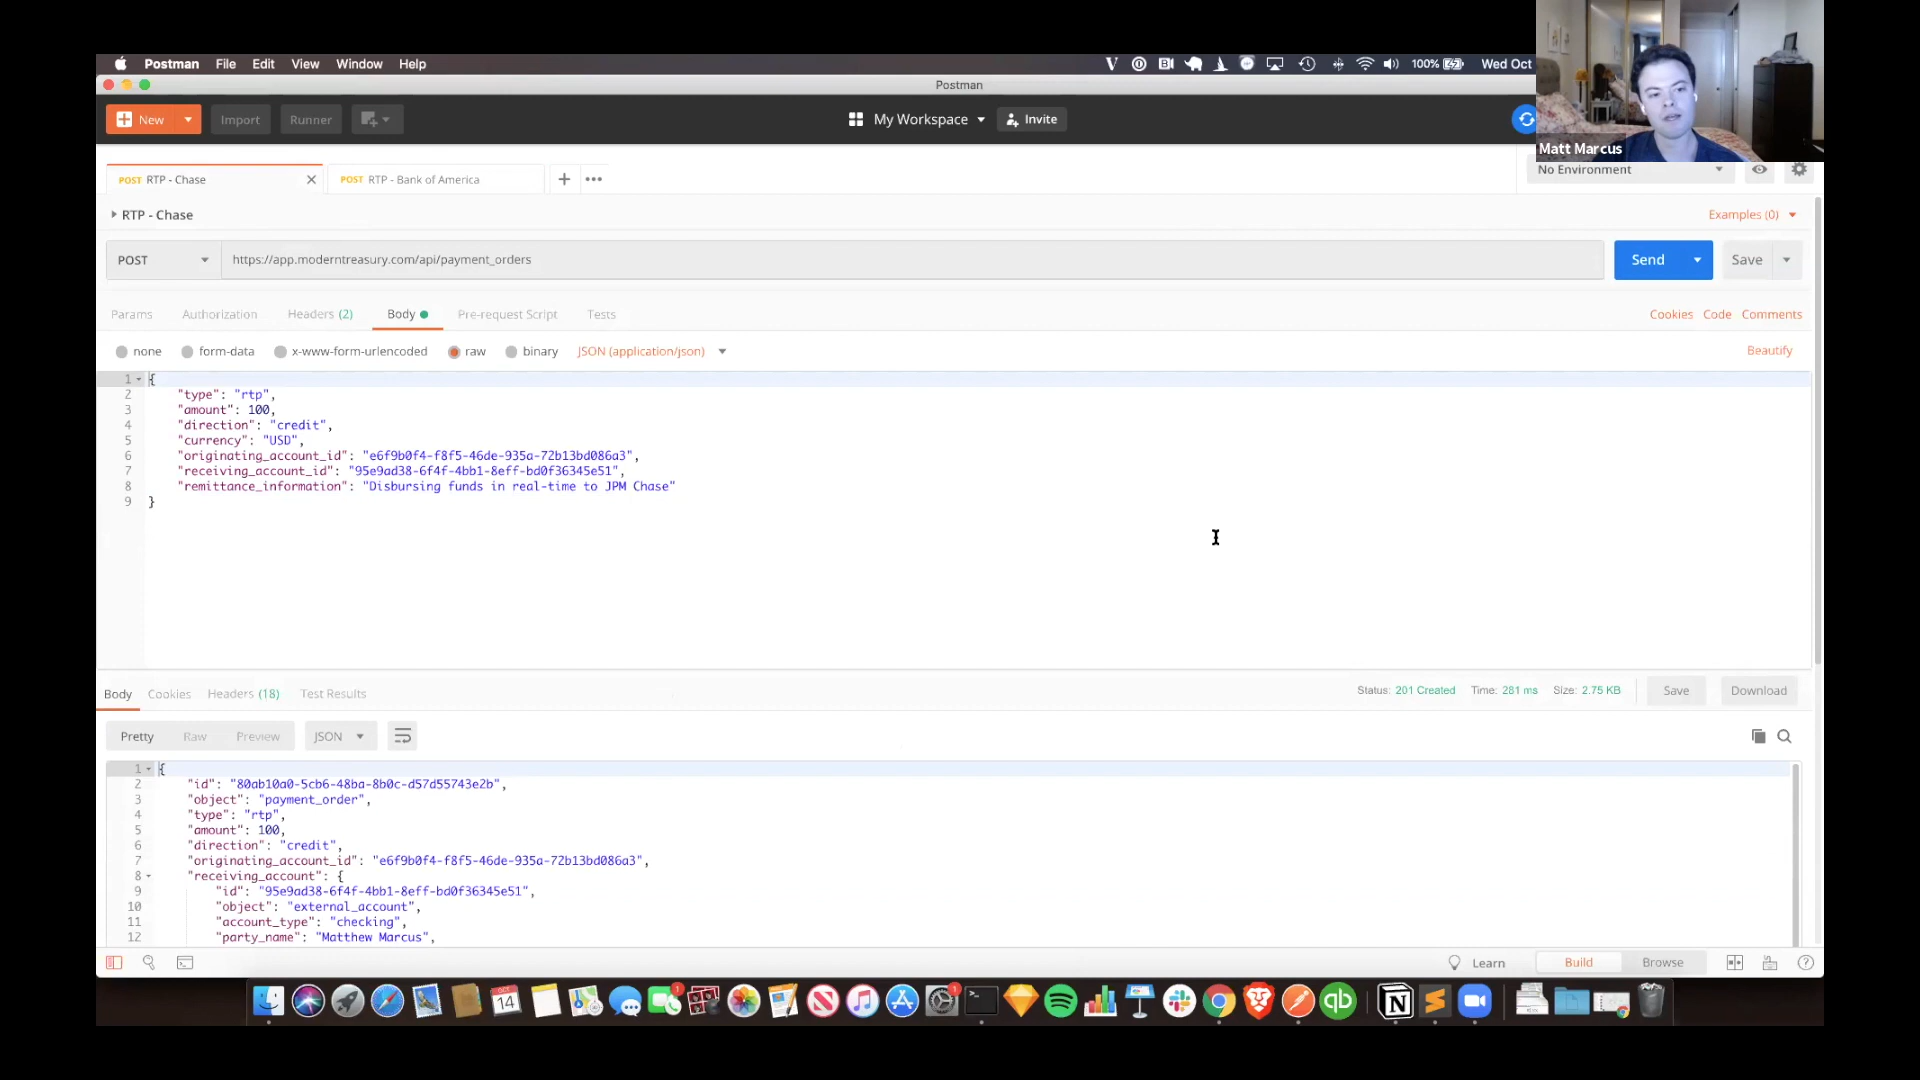 Postman File Edit View Window Help
100% Wed Oct
Postman
New Import Runner My Workspace Invite
Matt Marcus
POST RTP - Chase POST RTP - Bank of America
No Environment
RTP - Chase Examples (0)
POST https://app.moderntreasury.com/api/payment_orders Send Save
Params Authorization Headers (2) Body Pre-request Script Tests Cookies Code Comments
none form-data x-www-form-urlencoded raw binary JSON (application/json) Beautify
1 {
2 "type": "rtp",
3 "amount": 100,
4 "direction": "credit",
5 "currency": "USD",
6 "originating_account_id": "e6f9b0f4-f8f5-46de-935a-72b13bd086a3",
7 "receiving_account_id": "95e9ad38-6f4f-4bb1-8eff-bd0f36345e51",
8 "remittance_information": "Disbursing funds in real-time to JPM Chase"
9 }
Body Cookies Headers (18) Test Results Status: 201 Created Time: 281 ms Size: 2.75 KB Save Download
Pretty Raw Preview JSON
1 {
2 "id": "80ab10a0-5cb6-48ba-8b0c-d57d55743e2b",
3 "object": "payment_order",
4 "type": "rtp",
5 "amount": 100,
6 "direction": "credit",
7 "originating_account_id": "e6f9b0f4-f8f5-46de-935a-72b13bd086a3",
8 "receiving_account": {
9 "id": "95e9ad38-6f4f-4bb1-8eff-bd0f36345e51",
10 "object": "external_account",
11 "account_type": "checking",
12 "party_name": "Matthew Marcus",
Learn Build Browse
OCT
14
1
1
qb